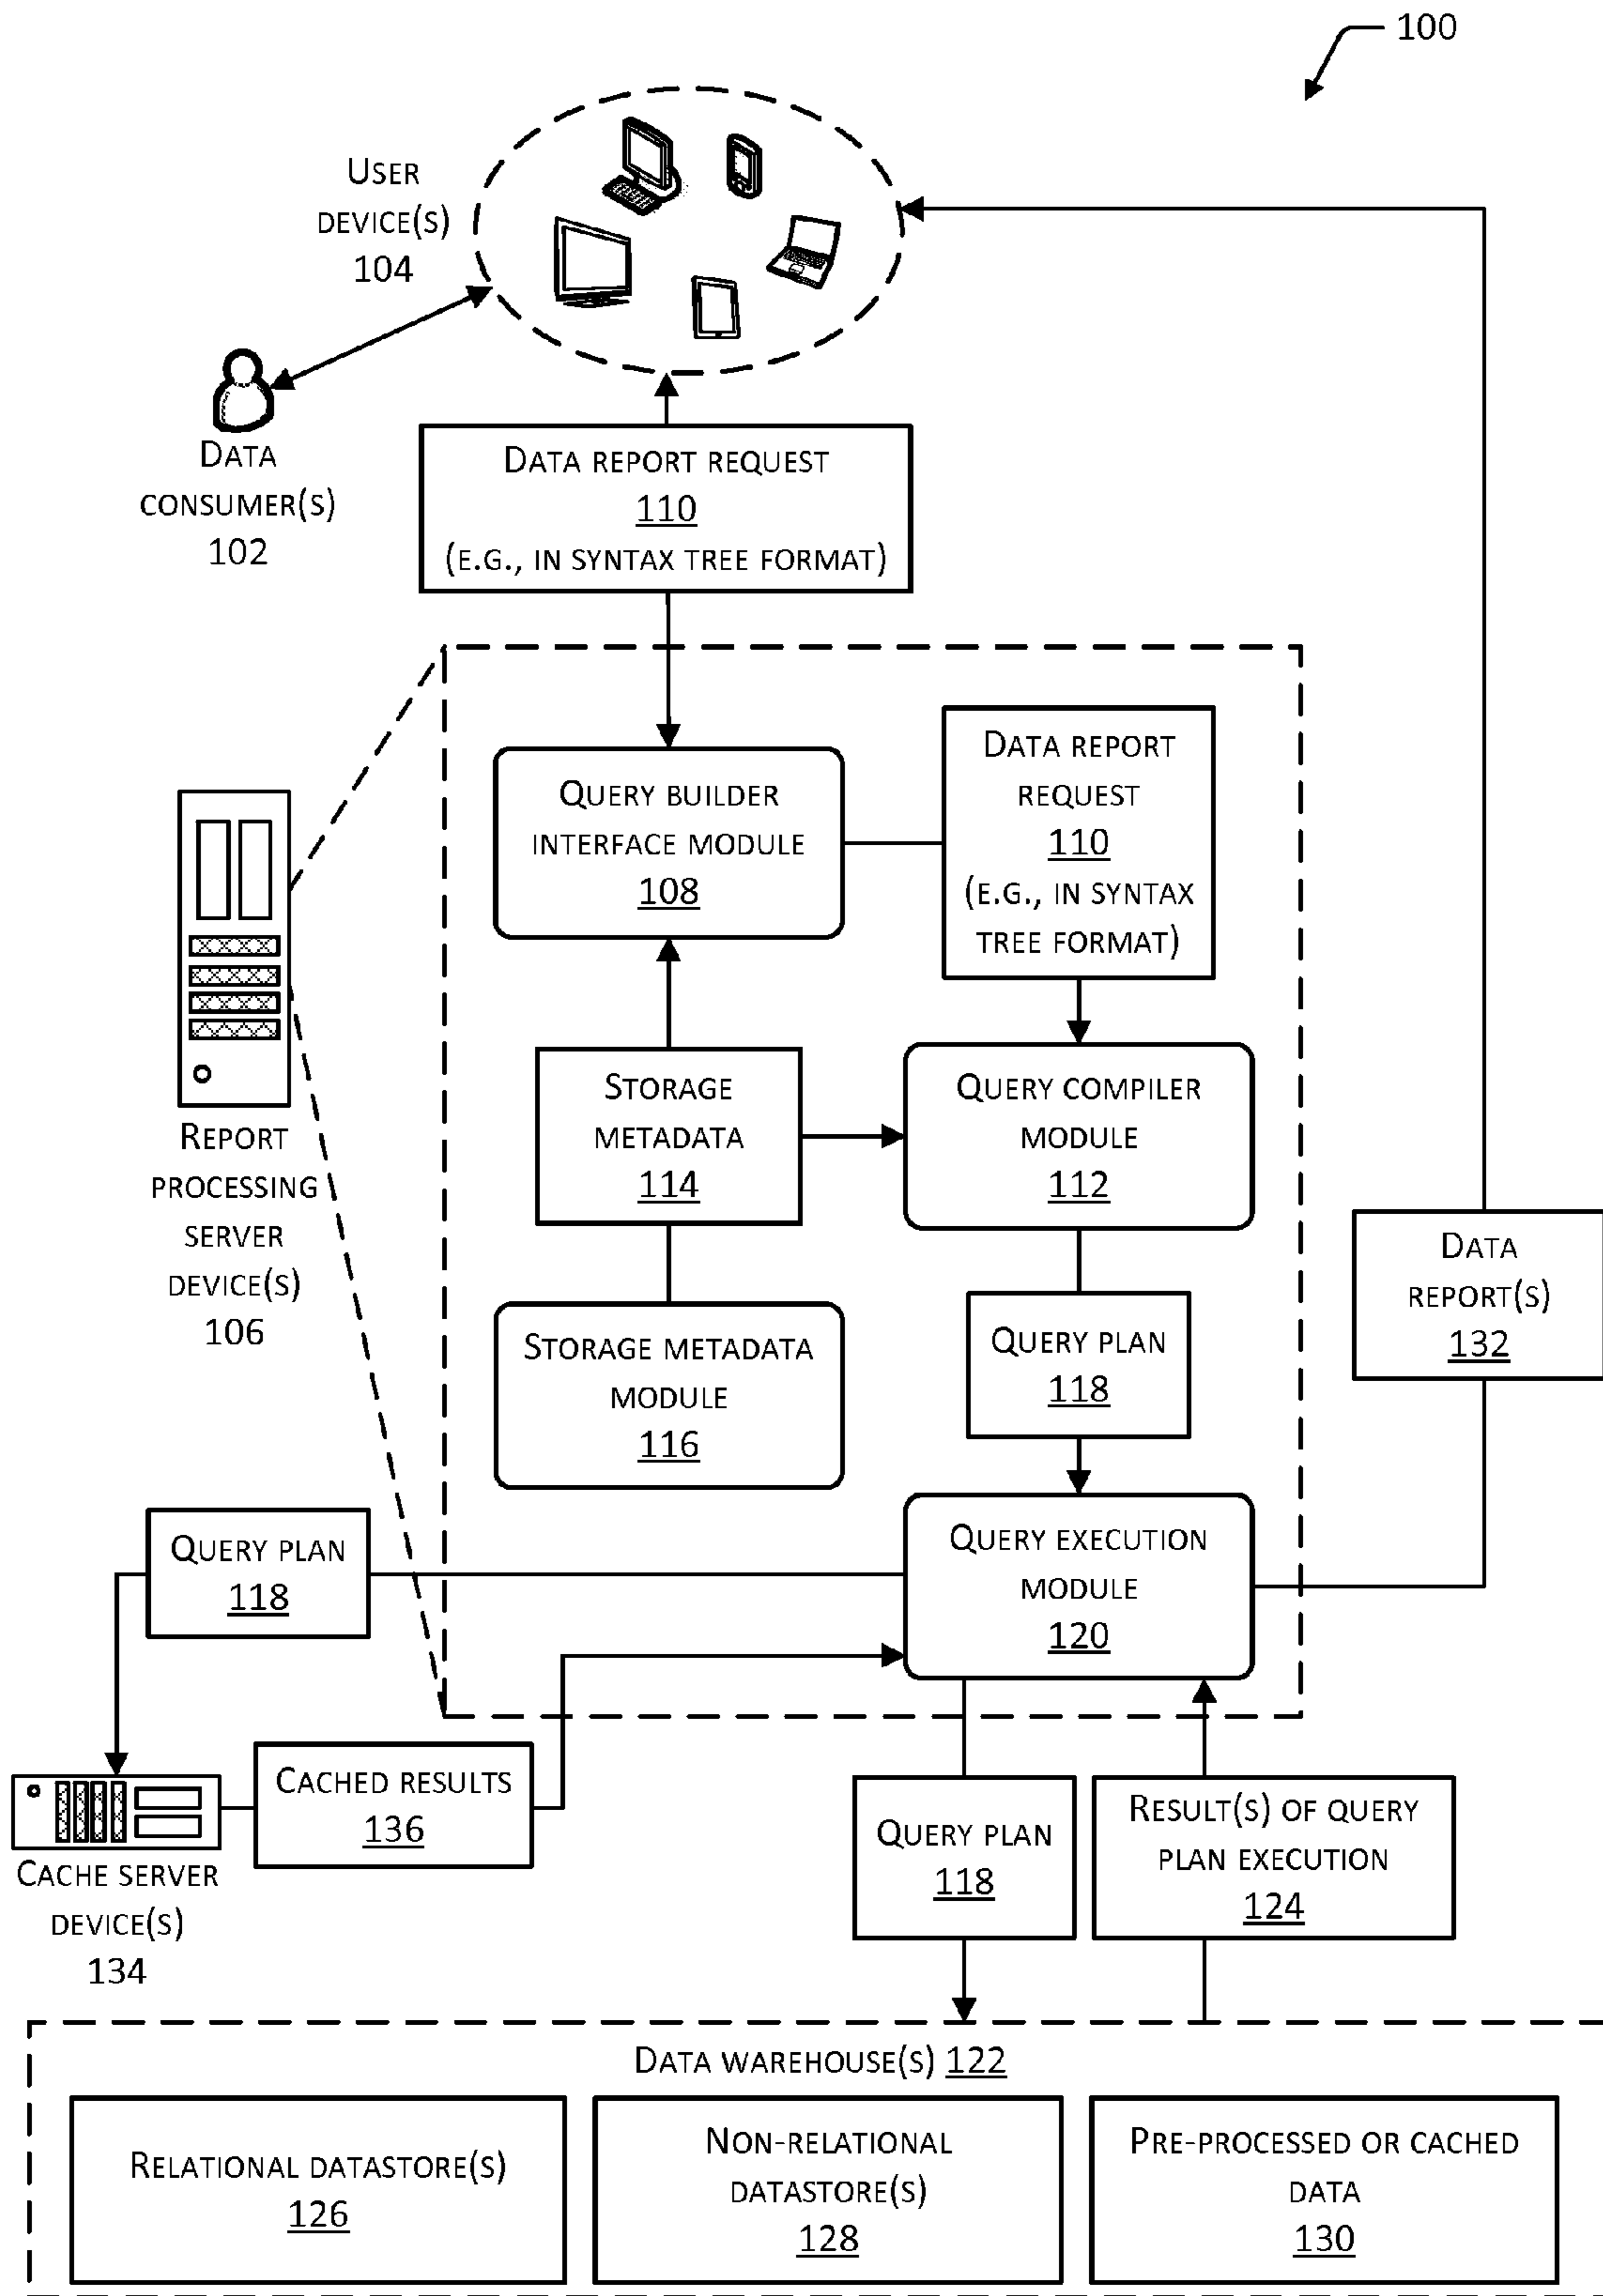 100
USER
DEVICE(S)
104
DATA
CONSUMER(S)
102
DATA REPORT REQUEST
110
(E.G., IN SYNTAX TREE FORMAT)
QUERY BUILDER
INTERFACE MODULE
108
DATA REPORT
REQUEST
110
(E.G., IN SYNTAX
TREE FORMAT)
REPORT
PROCESSING
SERVER
DEVICE(S)
106
STORAGE
METADATA
114
QUERY COMPILER
MODULE
112
STORAGE METADATA
MODULE
116
QUERY PLAN
118
DATA
REPORT(S)
132
QUERY PLAN
118
QUERY EXECUTION
MODULE
120
CACHED RESULTS
136
CACHE SERVER
DEVICE(S)
134
QUERY PLAN
118
RESULT(S) OF QUERY
PLAN EXECUTION
124
DATA WAREHOUSE(S) 122
RELATIONAL DATASTORE(S)
126
NON-RELATIONAL
DATASTORE(S)
128
PRE-PROCESSED OR CACHED
DATA
130